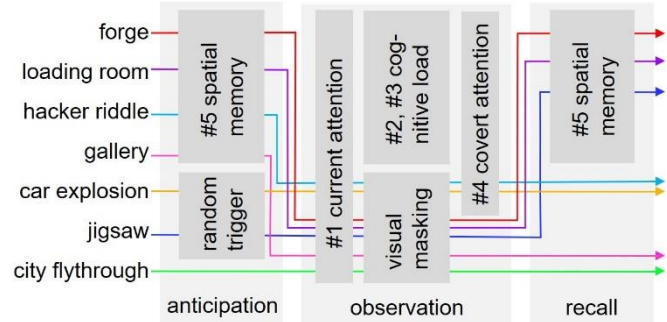 forge
loading room
hacker riddle
gallery
car explosion
jigsaw
city flythrough
#5 spatial
memory
random
trigger
anticipation
#1 current attention
#2, #3 cog-
nitive load
visual
masking
#4 covert attention
observation
#5 spatial
memory
recall